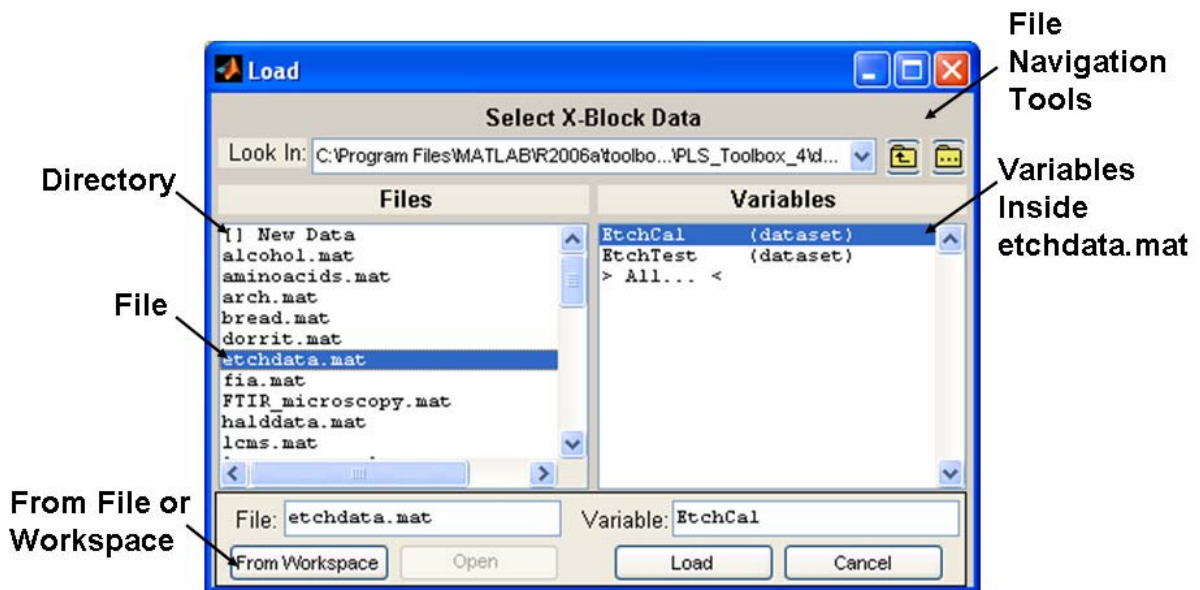 File
Navigation
Tools
Load
Select X-Block Data
Look In: C:\Program Files\MATLAB\R2006a\toolbo...\PLS_Toolbox_4\d...
Directory
Variables
Inside
etchdata.mat
Files
Variables
[] New Data
alcohol.mat
aminoacids.mat
arch.mat
bread.mat
dorrit.mat
etchdata.mat
fia.mat
FTIR_microscopy.mat
halddata.mat
lcms.mat
EtchCal (dataset)
EtchTest (dataset)
> All... <
File
From File or
Workspace
File: etchdata.mat
Variable: EtchCal
From Workspace
Open
Load
Cancel